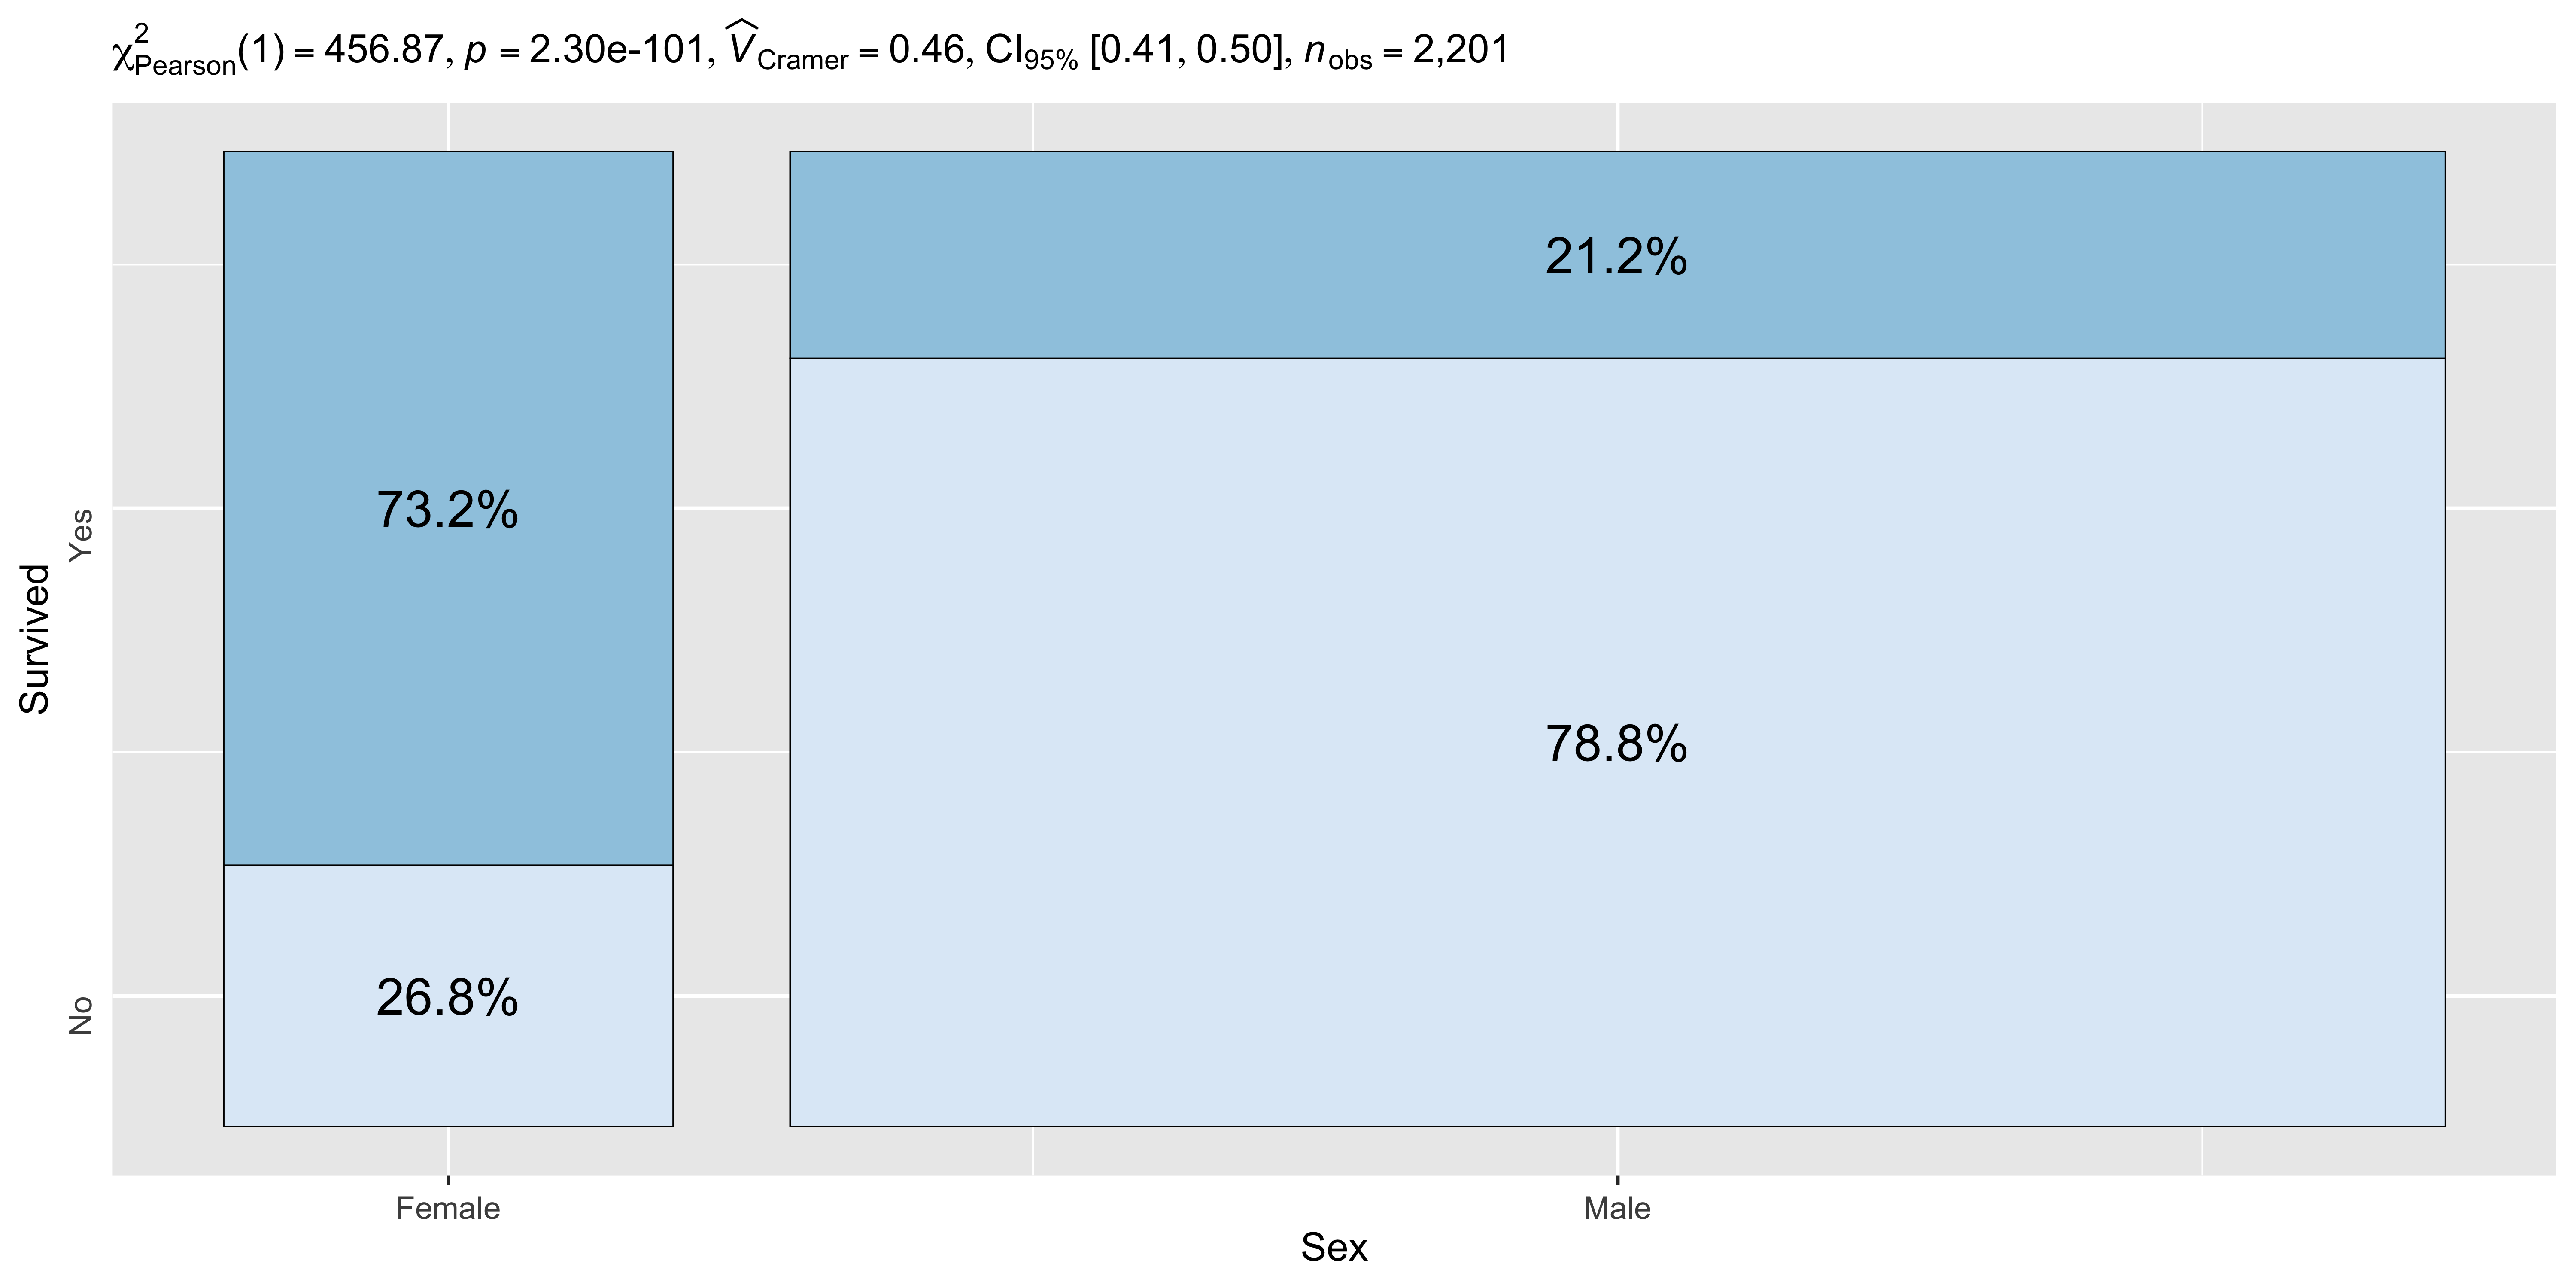 χ²Pearson(1) = 456.87, p = 2.30e-101, V̂Cramer = 0.46, CI95% [0.41, 0.50], nobs = 2,201
21.2%
73.2%
78.8%
26.8%
Survived
Yes
No
Female
Male
Sex